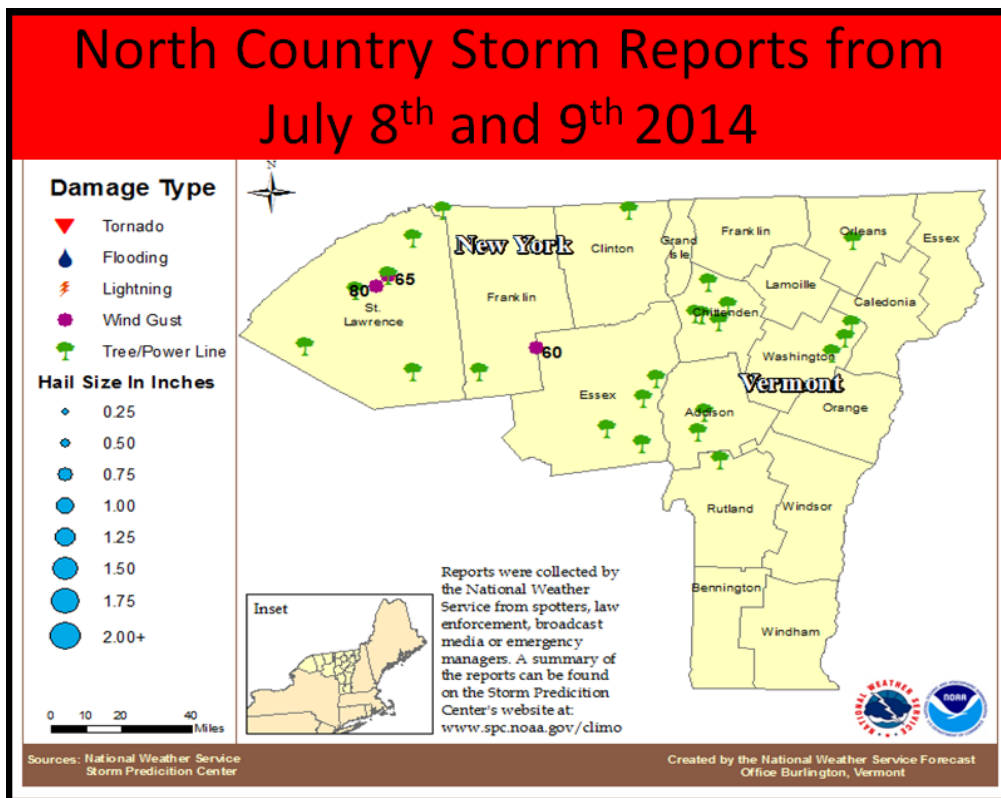 North Country Storm Reports from
July 8th and 9th 2014
Damage Type
Tornado
Flooding
Lightning
Wind Gust
Tree/Power Line
Hail Size In Inches
0.25
0.50
0.75
1.00
1.25
1.50
1.75
2.00+
0 10 20 40
Miles
N
New York
Vermont
St.
Lawrence
Franklin
Clinton
Essex
Grand
Isle
Franklin
Orleans
Essex
Lamoille
Caledonia
Chittenden
Washington
Addison
Orange
Rutland
Windsor
Bennington
Windham
80
65
60
Inset
Reports were collected by
the National Weather
Service from spotters, law
enforcement, broadcast
media or emergency
managers. A summary of
the reports can be found
on the Storm Predicition
Center's website at:
www.spc.noaa.gov/climo
NATIONAL WEATHER SERVICE
NOAA
Sources: National Weather Service
Storm Predicition Center
Created by the National Weather Service Forecast
Office Burlington, Vermont